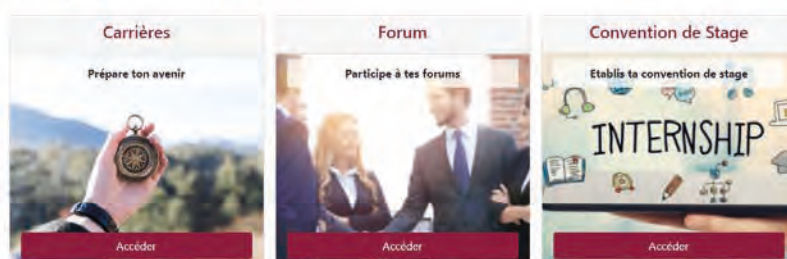 Carrières
Prépare ton avenir
Accéder
Forum
Participe à tes forums
Accéder
Convention de Stage
Etablis ta convention de stage
INTERNSHIP
Accéder